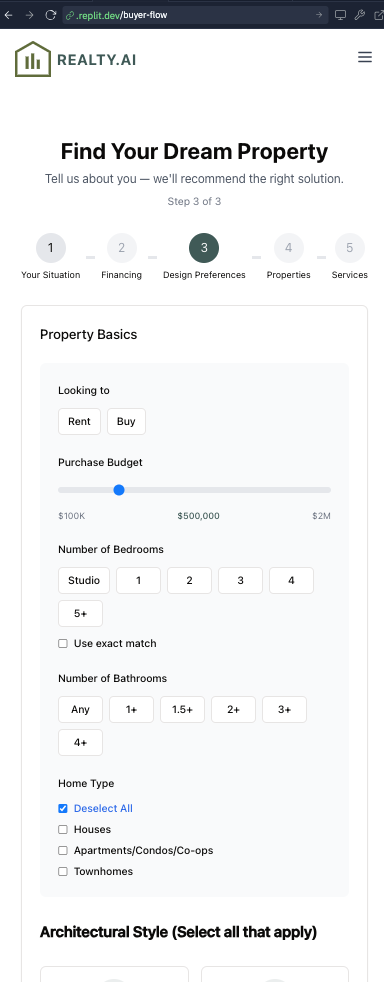 .replit.dev/buyer-flow
REALTY.AI
Find Your Dream Property
Tell us about you — we'll recommend the right solution.
Step 3 of 3
1 2 3 4 5
Your Situation Financing Design Preferences Properties Services
Property Basics
Looking to
Rent Buy
Purchase Budget
$100K $500,000 $2M
Number of Bedrooms
Studio 1 2 3 4
5+
Use exact match
Number of Bathrooms
Any 1+ 1.5+ 2+ 3+
4+
Home Type
Deselect All
Houses
Apartments/Condos/Co-ops
Townhomes
Architectural Style (Select all that apply)